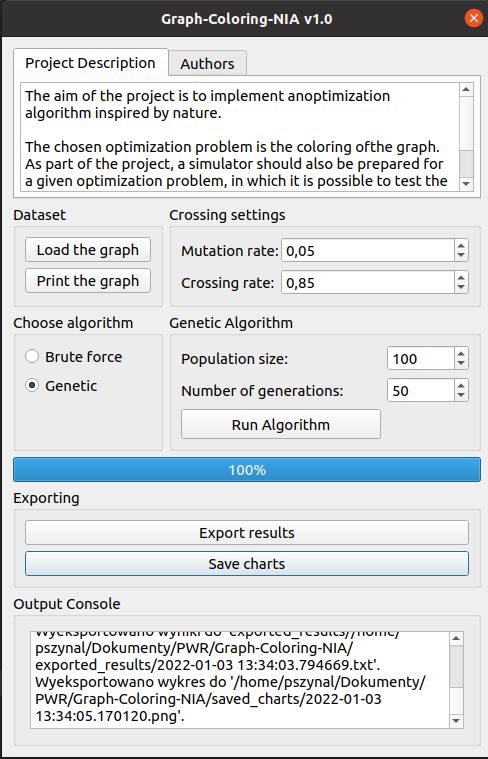 Graph-Coloring-NIA v1.0
Project Description
Authors
The aim of the project is to implement anoptimization
algorithm inspired by nature.
The chosen optimization problem is the coloring ofthe graph.
As part of the project, a simulator should also be prepared for
a given optimization problem, in which it is possible to test the
Dataset
Crossing settings
Load the graph
Mutation rate: 0,05
Print the graph
Crossing rate: 0,85
Choose algorithm
Genetic Algorithm
Brute force
Population size: 100
Genetic
Number of generations: 50
Run Algorithm
100%
Exporting
Export results
Save charts
Output Console
Wyeksportowano wyniki do 'exported_results//home/
pszynal/Dokumenty/PWR/Graph-Coloring-NIA/
exported_results/2022-01-03 13:34:03.794669.txt'.
Wyeksportowano wykres do '/home/pszynal/Dokumenty/
PWR/Graph-Coloring-NIA/saved_charts/2022-01-03
13:34:05.170120.png'.